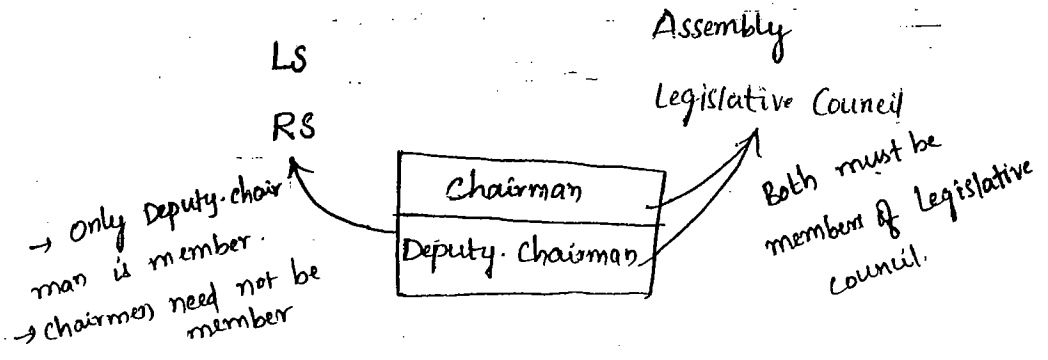 LS
RS
→ Only Deputy.chair
man is member.
→ Chairmen need not be
member
Chairman
Deputy. Chairman
Assembly
Legislative Council
Both must be
members of Legislative
council.